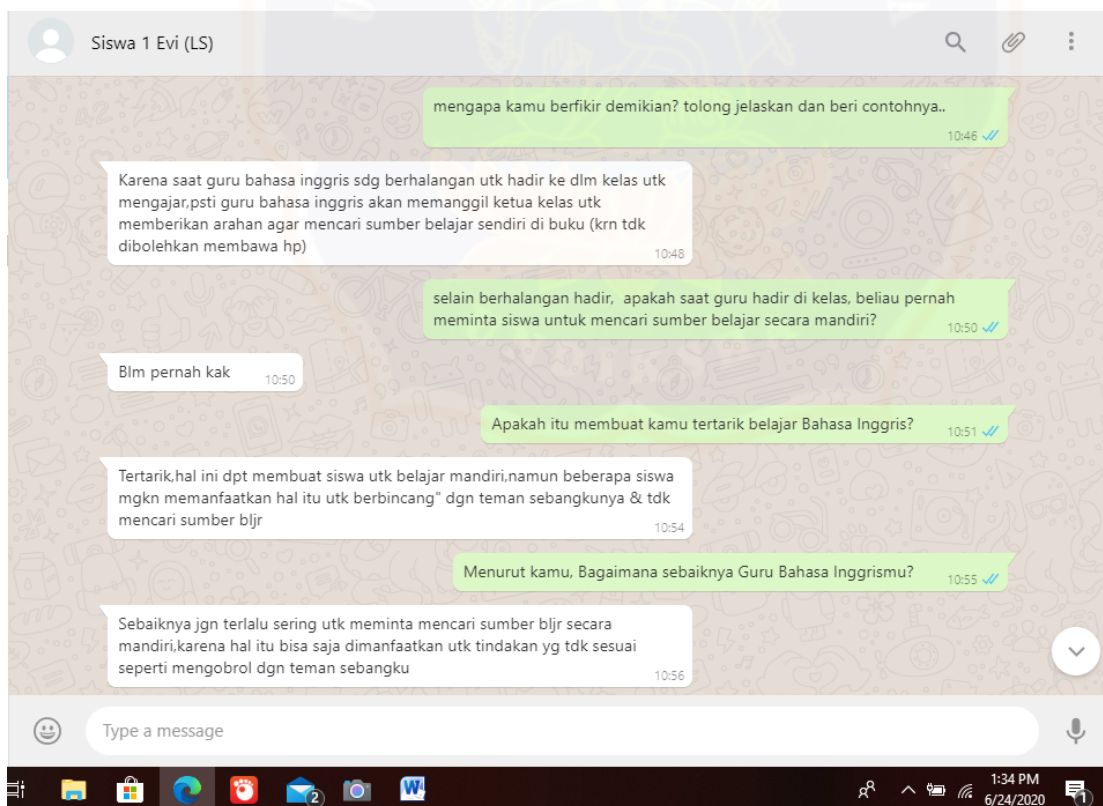 Siswa 1 Evi (LS)
mengapa kamu berfikir demikian? tolong jelaskan dan beri contohnya..
10:46
Karena saat guru bahasa inggris sdg berhalangan utk hadir ke dlm kelas utk
mengajar,psti guru bahasa inggris akan memanggil ketua kelas utk
memberikan arahan agar mencari sumber belajar sendiri di buku (krn tdk
dibolehkan membawa hp)
10:48
selain berhalangan hadir, apakah saat guru hadir di kelas, beliau pernah
meminta siswa untuk mencari sumber belajar secara mandiri?
10:50
Blm pernah kak
10:50
Apakah itu membuat kamu tertarik belajar Bahasa Inggris?
10:51
Tertarik,hal ini dpt membuat siswa utk belajar mandiri,namun beberapa siswa
mgkn memanfaatkan hal itu utk berbincang" dgn teman sebangkunya & tdk
mencari sumber bljr
10:54
Menurut kamu, Bagaimana sebaiknya Guru Bahasa Inggrismu?
10:55
Sebaiknya jgn terlalu sering utk meminta mencari sumber bljr secara
mandiri,karena hal itu bisa saja dimanfaatkan utk tindakan yg tdk sesuai
seperti mengobrol dgn teman sebangku
10:56
Type a message
2
W
1:34 PM
6/24/2020
1